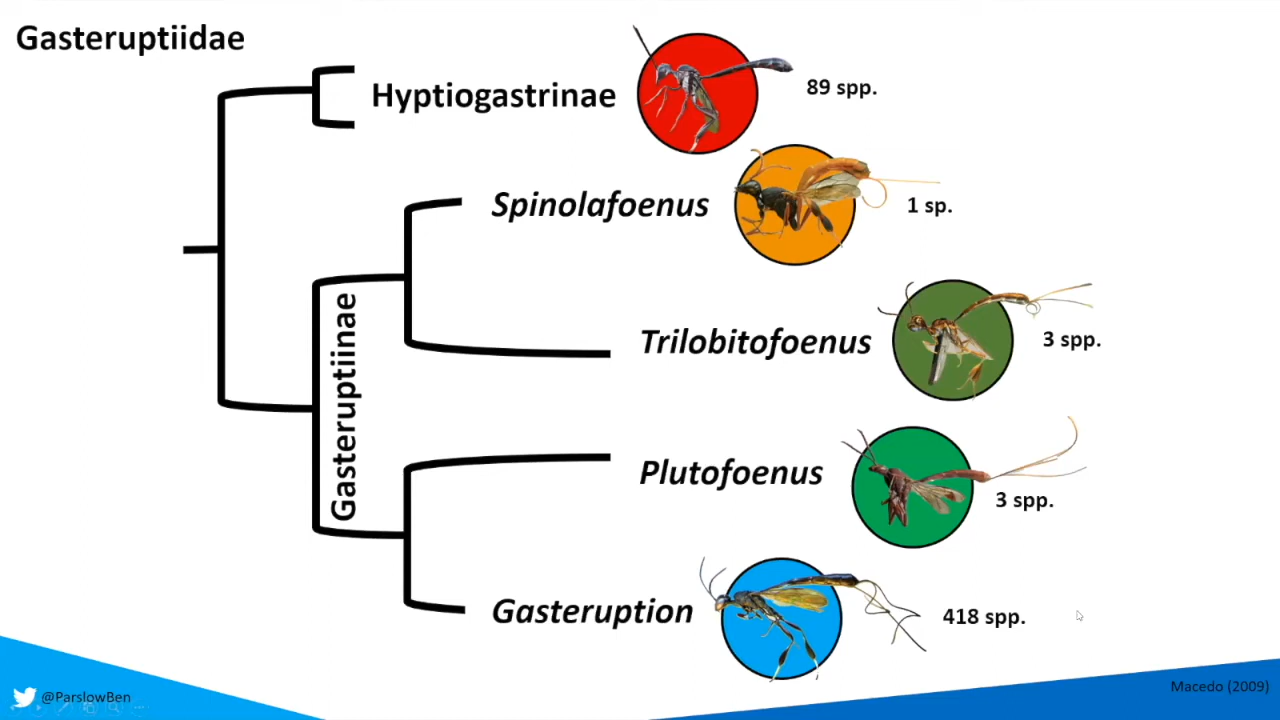 Gasteruptiidae
Hyptiogastrinae
89 spp.
Spinolafoenus
1 sp.
Gasteruptiinae
Trilobitofoenus
3 spp.
Plutofoenus
3 spp.
Gasteruption
418 spp.
@ParslowBen
Macedo (2009)